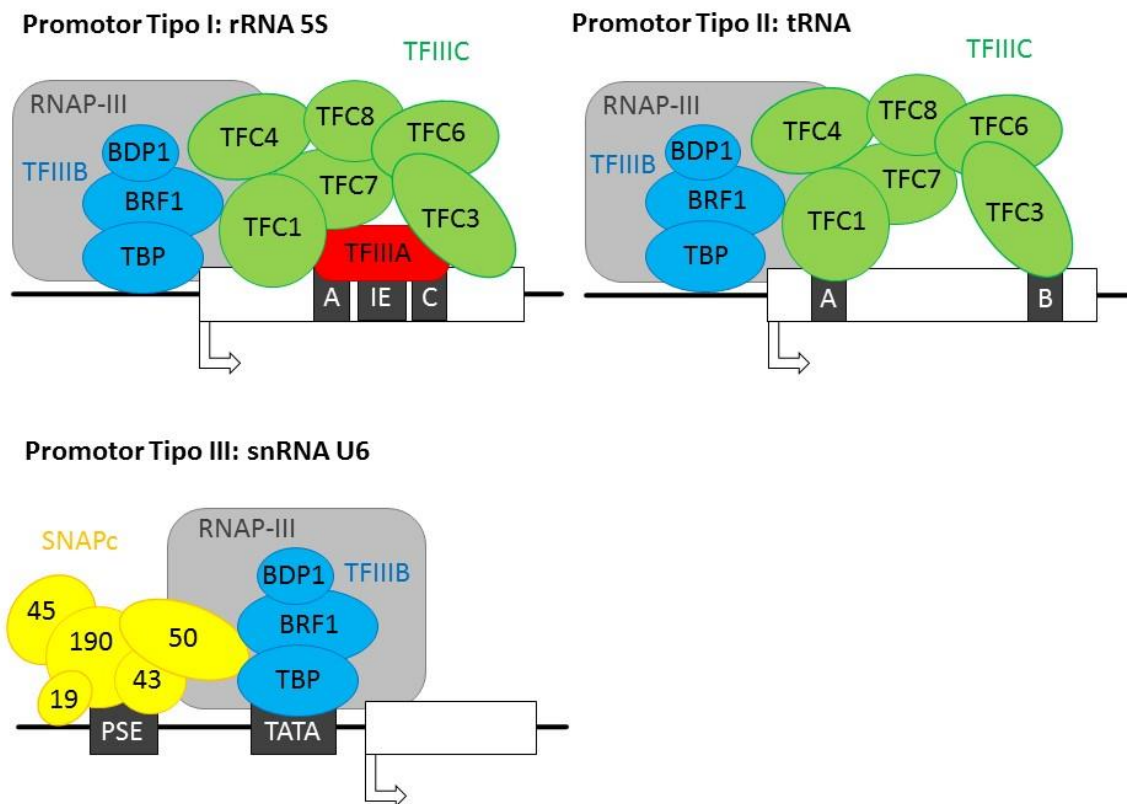 Promotor Tipo I: rRNA 5S
TFIIIC
RNAP-III
TFC8
TFC4
TFC6
BDP1
TFIIIB
TFC7
BRF1
TFC3
TFC1
TBP
TFIIIA
A IE C
Promotor Tipo II: tRNA
TFIIIC
RNAP-III
TFC8
TFC4
TFC6
BDP1
TFIIIB
TFC7
BRF1
TFC3
TFC1
TBP
A B
Promotor Tipo III: snRNA U6
SNAPc
RNAP-III
BDP1 TFIIIB
45
190
50
BRF1
43
TBP
19
PSE TATA